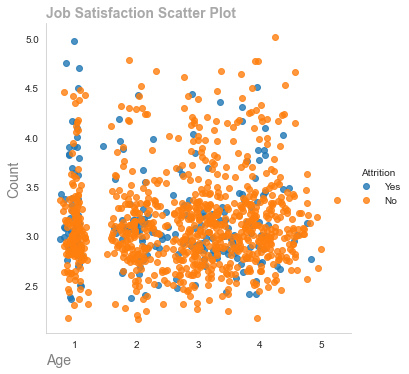 Job Satisfaction Scatter Plot
5.0
4.5
4.0
3.5
3.0
2.5
Count
1 2 3 4 5
Age
Attrition
Yes
No